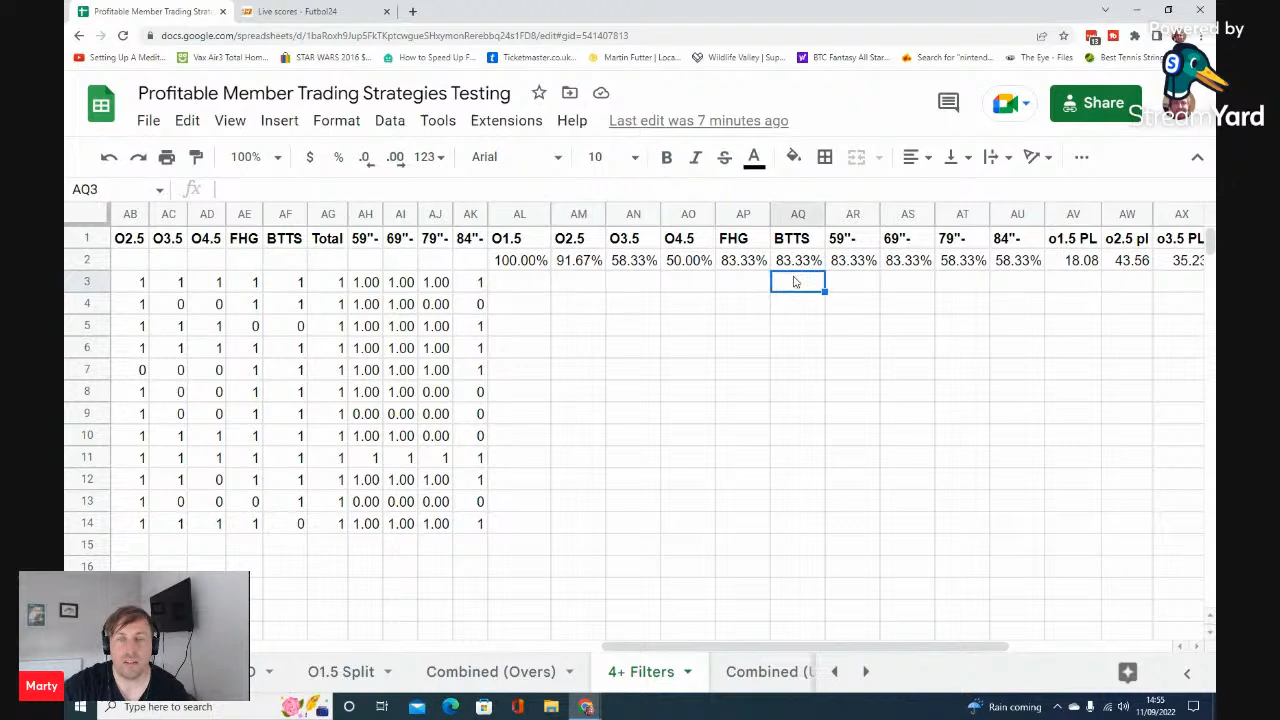 Profitable Member Trading Strate
Live scores - Futbol24
docs.google.com/spreadsheets/d/
Setting Up A Medit...
Vax Air3 Total Hom...
STAR WARS 2016 $...
How to Speed Up F...
Ticketmaster.co.uk...
Martin Futter | Loca...
Wildlife Valley | Sup...
BTC Fantasy All Star...
Search for "nintend...
The Eye - Files
Best Tennis String
Powered by
StreamYard
Profitable Member Trading Strategies Testing
File Edit View Insert Format Data Tools Extensions Help Last edit was 7 minutes ago
Share
100% $ % .0 .00 123 Arial 10 B I S A
AQ3 fx
AB AC AD AE AF AG AH AI AJ AK AL AM AN AO AP AQ AR AS AT AU AV AW AX
1 O2.5 O3.5 O4.5 FHG BTTS Total 59"- 69"- 79"- 84"- O1.5 O2.5 O3.5 O4.5 FHG BTTS 59"- 69"- 79"- 84"- o1.5 PL o2.5 pl o3.5 PL
2 100.00% 91.67% 58.33% 50.00% 83.33% 83.33% 83.33% 83.33% 58.33% 58.33% 18.08 43.56 35.23
3 1 1 1 1 1 1 1.00 1.00 1.00 1
4 1 0 0 1 1 1 1.00 1.00 0.00 0
5 1 1 1 0 0 1 1.00 1.00 1.00 1
6 1 1 1 1 1 1 1.00 1.00 1.00 1
7 0 0 0 1 1 1 1.00 1.00 1.00 1
8 1 0 0 1 1 1 1.00 1.00 0.00 0
9 1 0 0 1 1 1 0.00 0.00 0.00 0
10 1 1 1 1 1 1 1.00 1.00 0.00 0
11 1 1 1 1 1 1 1 1 1 1
12 1 1 0 1 1 1 1.00 1.00 1.00 1
13 1 0 0 0 1 1 0.00 0.00 0.00 0
14 1 1 1 1 0 1 1.00 1.00 1.00 1
15
16
O1.5 Split Combined (Overs) 4+ Filters Combined (U
Marty
Type here to search
Rain coming
14:55
11/09/2022